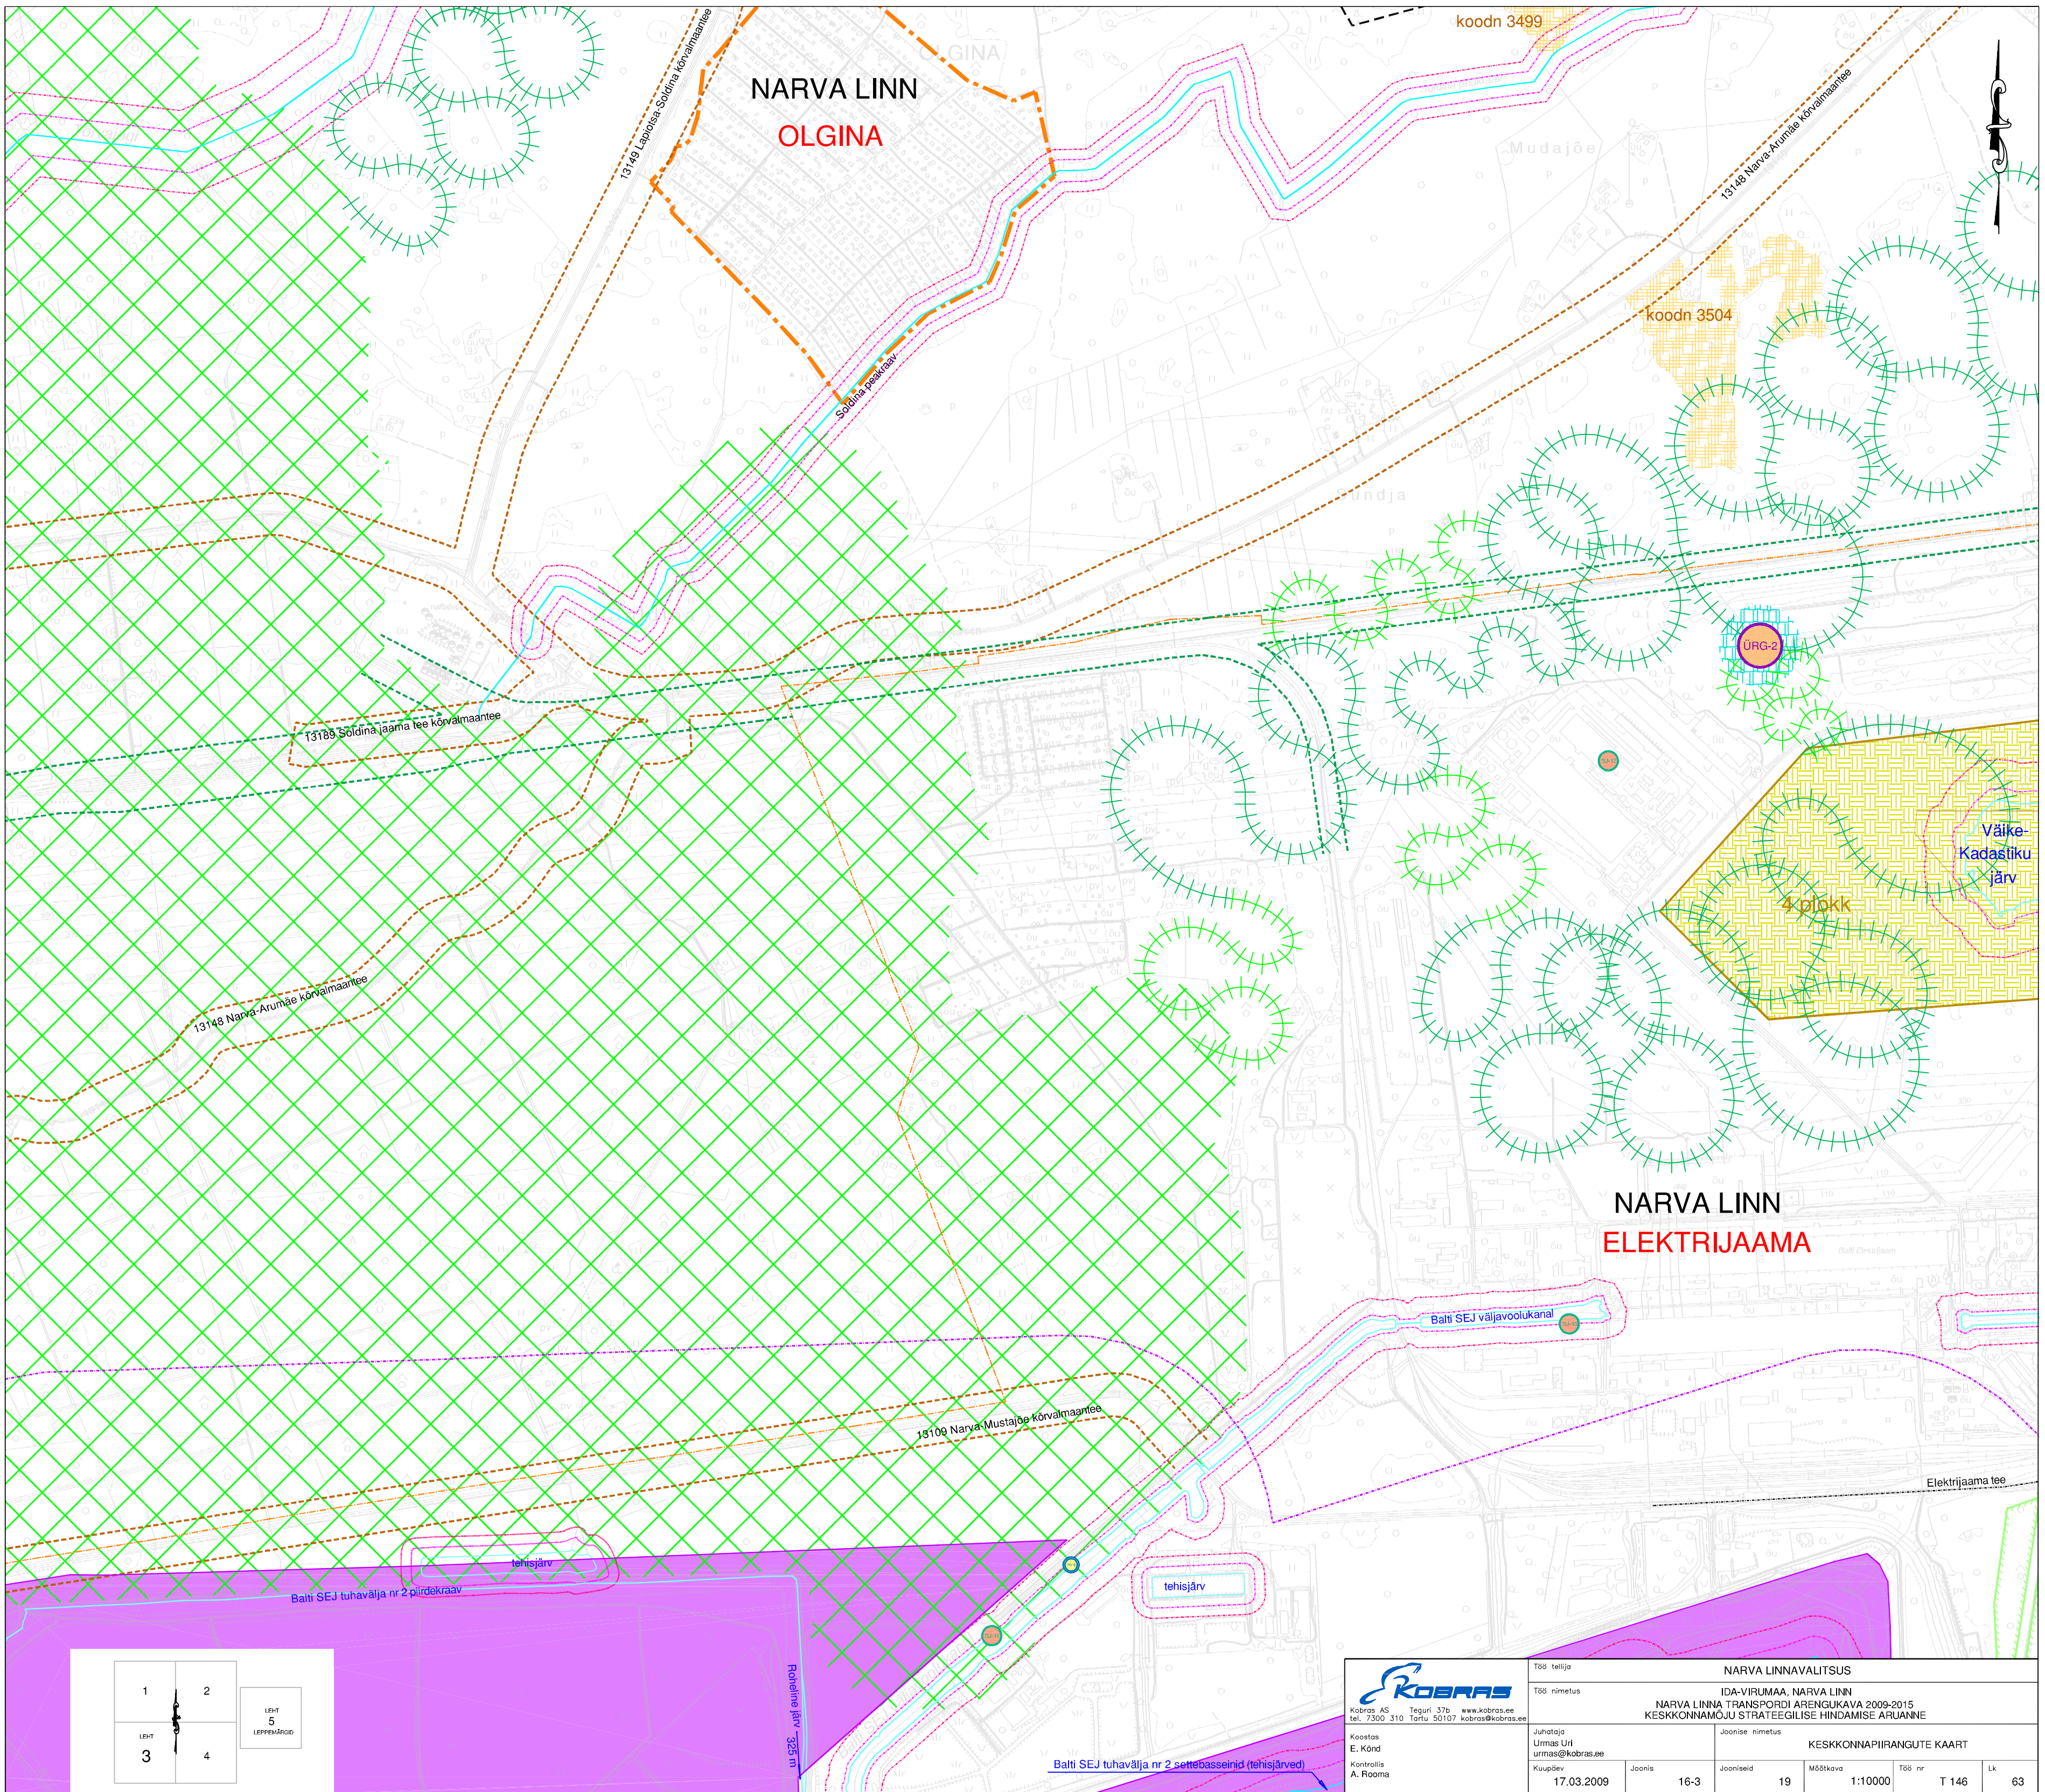 koodn 3499
OLGINA
NARVA LINN
OLGINA
13149 Lapiotsa-Soldina kõrvalmaantee
13148 Narva-Arumäe kõrvalmaantee
Mudajõe
koodn 3504
Soldina peakraav
Sundja
ÜRG-2
13189 Soldina jaama tee kõrvalmaantee
Väike-
Kadastiku
järv
4 plokk
13148 Narva-Arumäe kõrvalmaantee
NARVA LINN
ELEKTRIJAAMA
Balti Elektrijaam
Balti SEJ väljavoolukanal
13109 Narva-Mustajõe kõrvalmaantee
Elektrijaama tee
tehisjärv
tehisjärv
Balti SEJ tuhavälja nr 2 piirdekraav
Roheline järv 325 m
Balti SEJ tuhavälja nr 2 settebasseinid (tehisjärved)
1
2
LEHT
3
4
LEHT
5
LEPPEMÄRGID
KOBRAS
Kobras AS Teguri 37b www.kobras.ee
tel. 7300 310 Tartu 50107 kobras@kobras.ee
Töö tellija
NARVA LINNAVALITSUS
Töö nimetus
IDA-VIRUMAA, NARVA LINN
NARVA LINNA TRANSPORDI ARENGUKAVA 2009-2015
KESKKONNAMÕJU STRATEEGILISE HINDAMISE ARUANNE
Koostas
E. Kõnd
Kontrollis
A. Rooma
Juhataja
Urmas Uri
urmas@kobras.ee
Joonise nimetus
KESKKONNAPIIRANGUTE KAART
Kuupäev
17.03.2009
Joonis
16-3
Jooniseid
19
Mõõtkava
1:10000
Töö nr
T 146
Lk
63